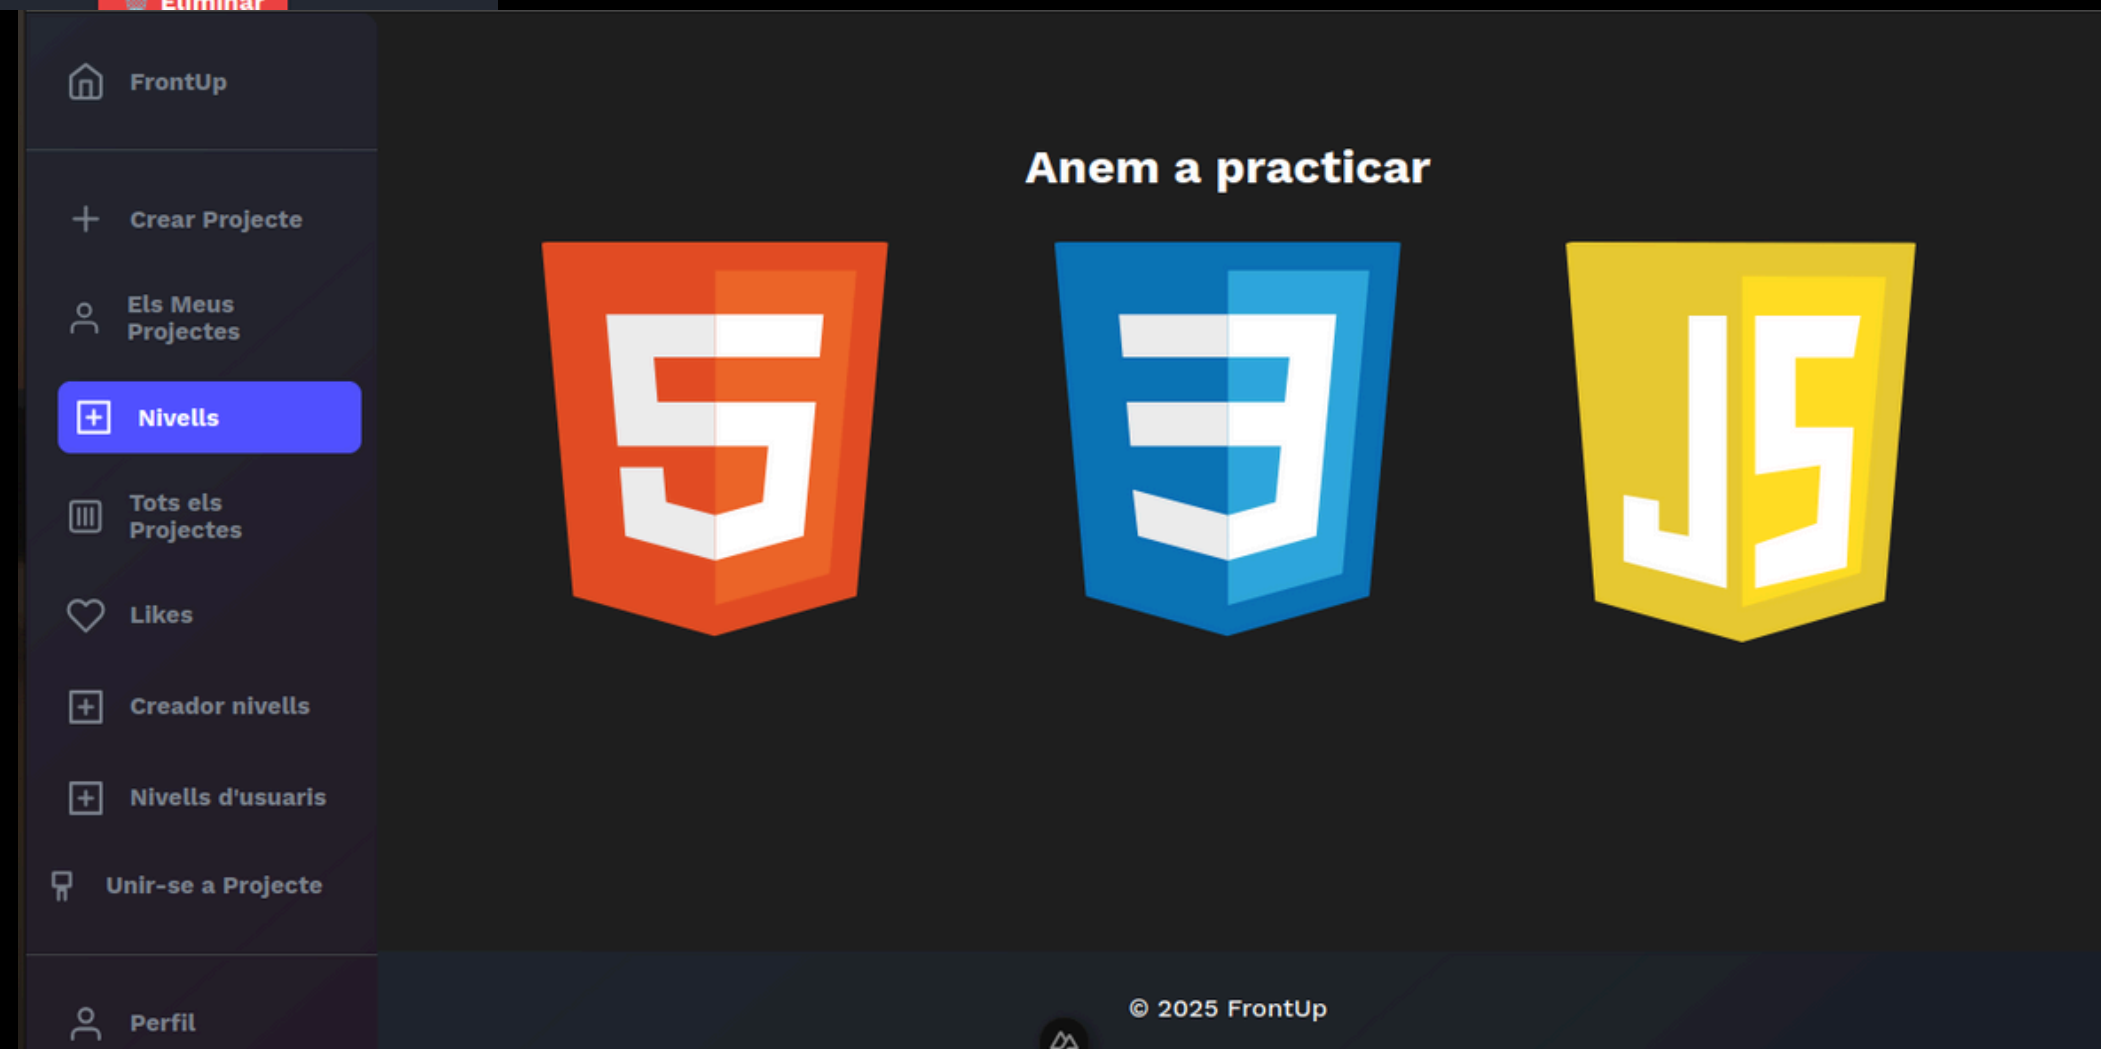 Eliminar
FrontUp
Crear Projecte
Els Meus
Projectes
Nivells
Tots els
Projectes
Likes
Creador nivells
Nivells d'usuaris
Unir-se a Projecte
Perfil
Anem a practicar
5
3
JS
© 2025 FrontUp